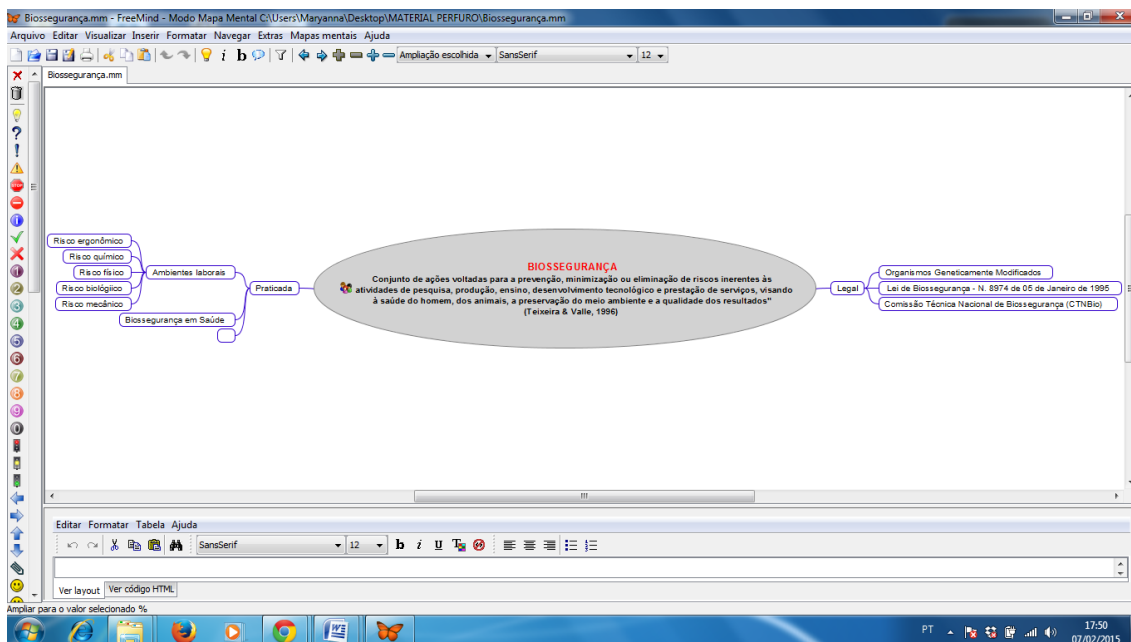 Biossegurança.mm - FreeMind - Modo Mapa Mental C:\Users\Maryanna\Desktop\MATERIAL PERFURO\Biossegurança.mm
Arquivo Editar Visualizar Inserir Formatar Navegar Extras Mapas mentais Ajuda
Ampliação escolhida SansSerif 12
Biossegurança.mm
Risco ergonômico
Risco químico
Risco físico
Risco biológiico
Risco mecânico
Ambientes laborais
Biossegurança em Saúde
Praticada
BIOSSEGURANÇA
Conjunto de ações voltadas para a prevenção, minimização ou eliminação de riscos inerentes às
atividades de pesquisa, produção, ensino, desenvolvimento tecnológico e prestação de serviços, visando
à saúde do homem, dos animais, a preservação do meio ambiente e a qualidade dos resultados"
(Teixeira & Valle, 1996)
Legal
Organismos Geneticamente Modificados
Lei de Biossegurança - N. 8974 de 05 de Janeiro de 1995
Comissão Técnica Nacional de Biossegurança (CTNBio)
Editar Formatar Tabela Ajuda
SansSerif 12 b i U
Ver layout Ver código HTML
Ampliar para o valor selecionado %
PT 17:50
07/02/2015